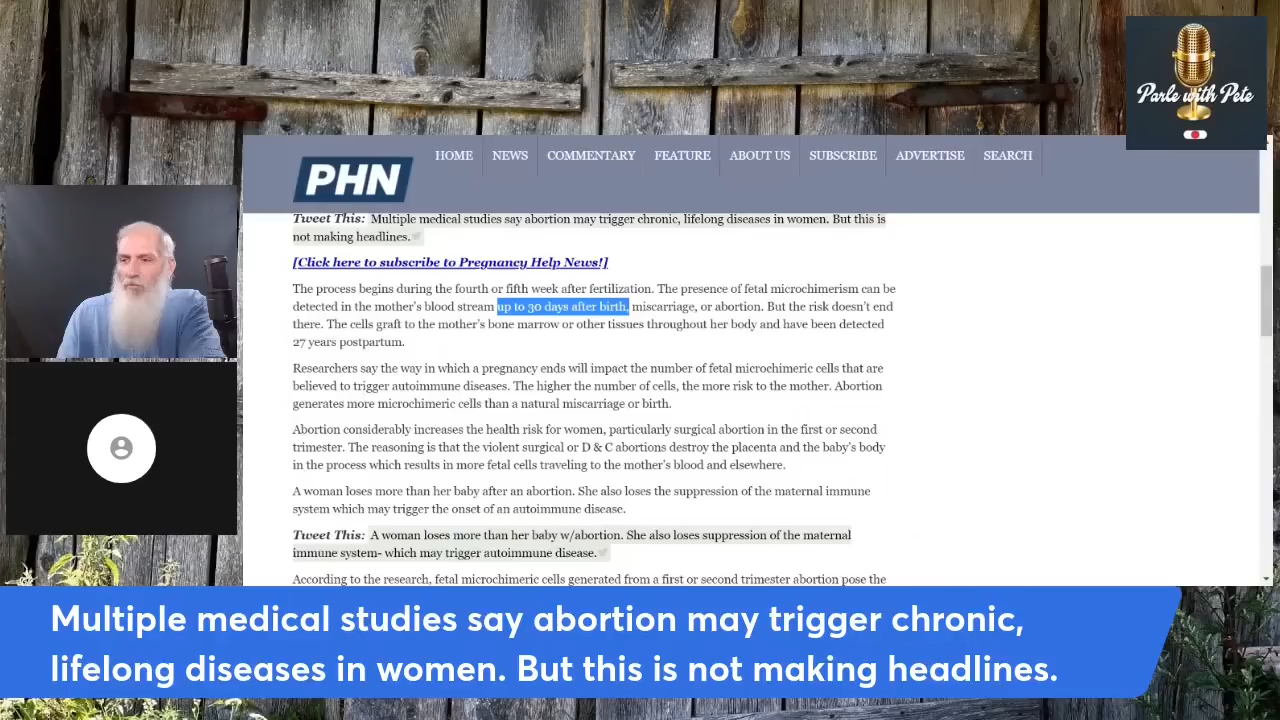 Parle with Pete
HOME NEWS COMMENTARY FEATURE ABOUT US SUBSCRIBE ADVERTISE SEARCH
PHN
Tweet This: Multiple medical studies say abortion may trigger chronic, lifelong diseases in women. But this is
not making headlines.
[Click here to subscribe to Pregnancy Help News!]
The process begins during the fourth or fifth week after fertilization. The presence of fetal microchimerism can be
detected in the mother's blood stream up to 30 days after birth, miscarriage, or abortion. But the risk doesn't end
there. The cells graft to the mother's bone marrow or other tissues throughout her body and have been detected
27 years postpartum.
Researchers say the way in which a pregnancy ends will impact the number of fetal microchimeric cells that are
believed to trigger autoimmune diseases. The higher the number of cells, the more risk to the mother. Abortion
generates more microchimeric cells than a natural miscarriage or birth.
Abortion considerably increases the health risk for women, particularly surgical abortion in the first or second
trimester. The reasoning is that the violent surgical or D & C abortions destroy the placenta and the baby's body
in the process which results in more fetal cells traveling to the mother's blood and elsewhere.
A woman loses more than her baby after an abortion. She also loses the suppression of the maternal immune
system which may trigger the onset of an autoimmune disease.
Tweet This: A woman loses more than her baby w/abortion. She also loses suppression of the maternal
immune system- which may trigger autoimmune disease.
According to the research, fetal microchimeric cells generated from a first or second trimester abortion pose the
Multiple medical studies say abortion may trigger chronic,
lifelong diseases in women. But this is not making headlines.